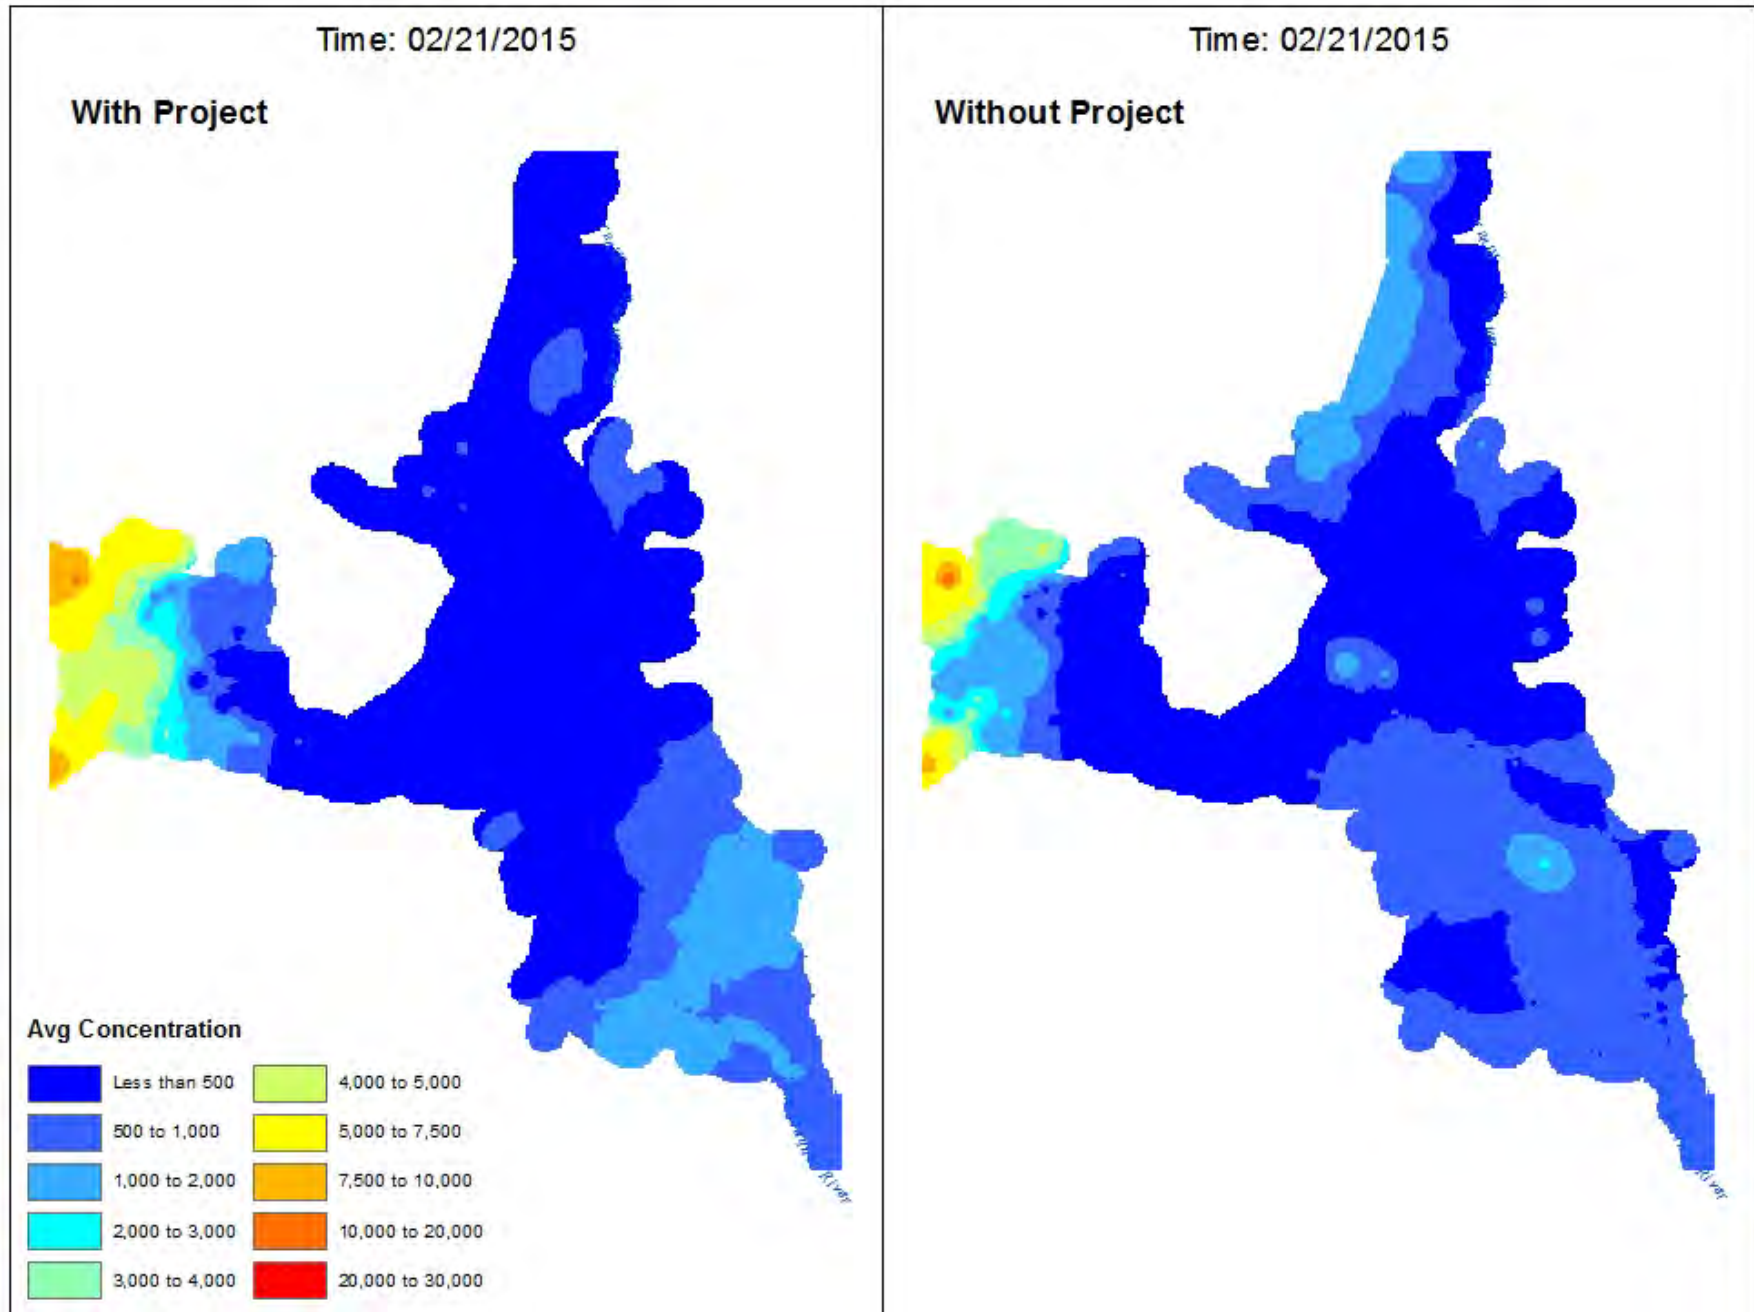 Time: 02/21/2015
With Project
Avg Concentration
Less than 500
500 to 1,000
1,000 to 2,000
2,000 to 3,000
3,000 to 4,000
4,000 to 5,000
5,000 to 7,500
7,500 to 10,000
10,000 to 20,000
20,000 to 30,000
River
Time: 02/21/2015
Without Project
River